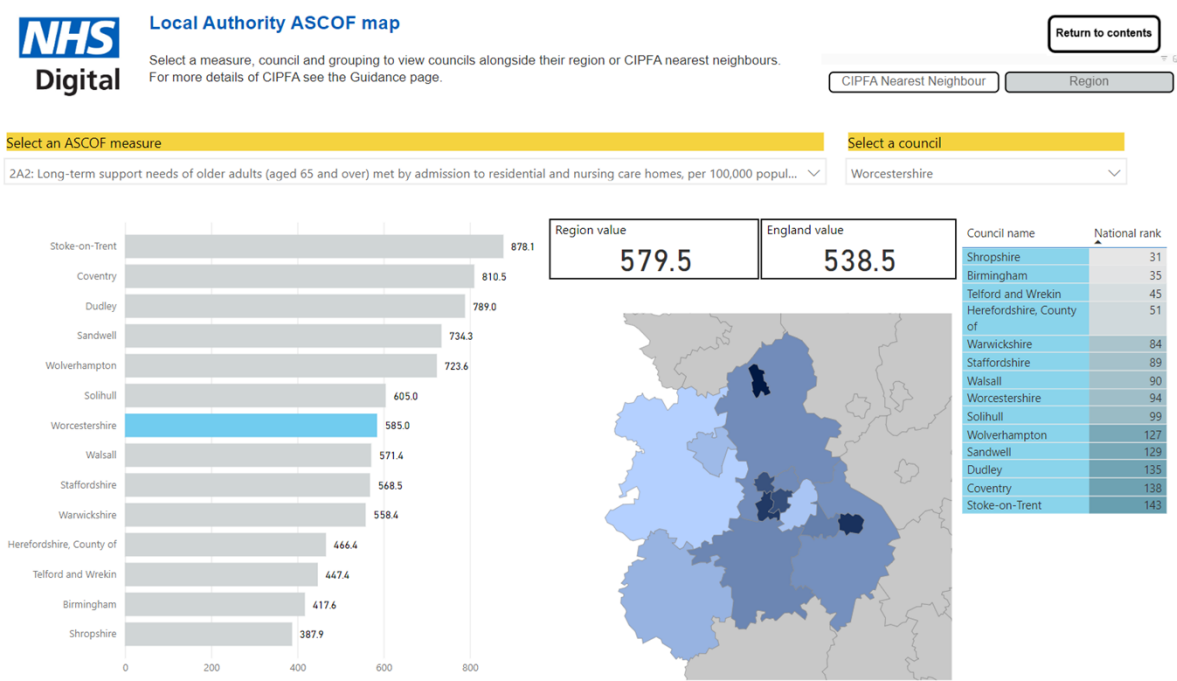 NHS
Digital
Local Authority ASCOF map
Select a measure, council and grouping to view councils alongside their region or CIPFA nearest neighbours.
For more details of CIPFA see the Guidance page.
Return to contents
CIPFA Nearest Neighbour
Region
Select an ASCOF measure
2A2: Long-term support needs of older adults (aged 65 and over) met by admission to residential and nursing care homes, per 100,000 popul...
Select a council
Worcestershire
Stoke-on-Trent 878.1
Coventry 810.5
Dudley 789.0
Sandwell 734.3
Wolverhampton 723.6
Solihull 605.0
Worcestershire 585.0
Walsall 571.4
Staffordshire 568.5
Warwickshire 558.4
Herefordshire, County of 466.4
Telford and Wrekin 447.4
Birmingham 417.6
Shropshire 387.9
0 200 400 600 800
Region value
579.5
England value
538.5
Council name National rank
Shropshire 31
Birmingham 35
Telford and Wrekin 45
Herefordshire, County 51
of
Warwickshire 84
Staffordshire 89
Walsall 90
Worcestershire 94
Solihull 99
Wolverhampton 127
Sandwell 129
Dudley 135
Coventry 138
Stoke-on-Trent 143